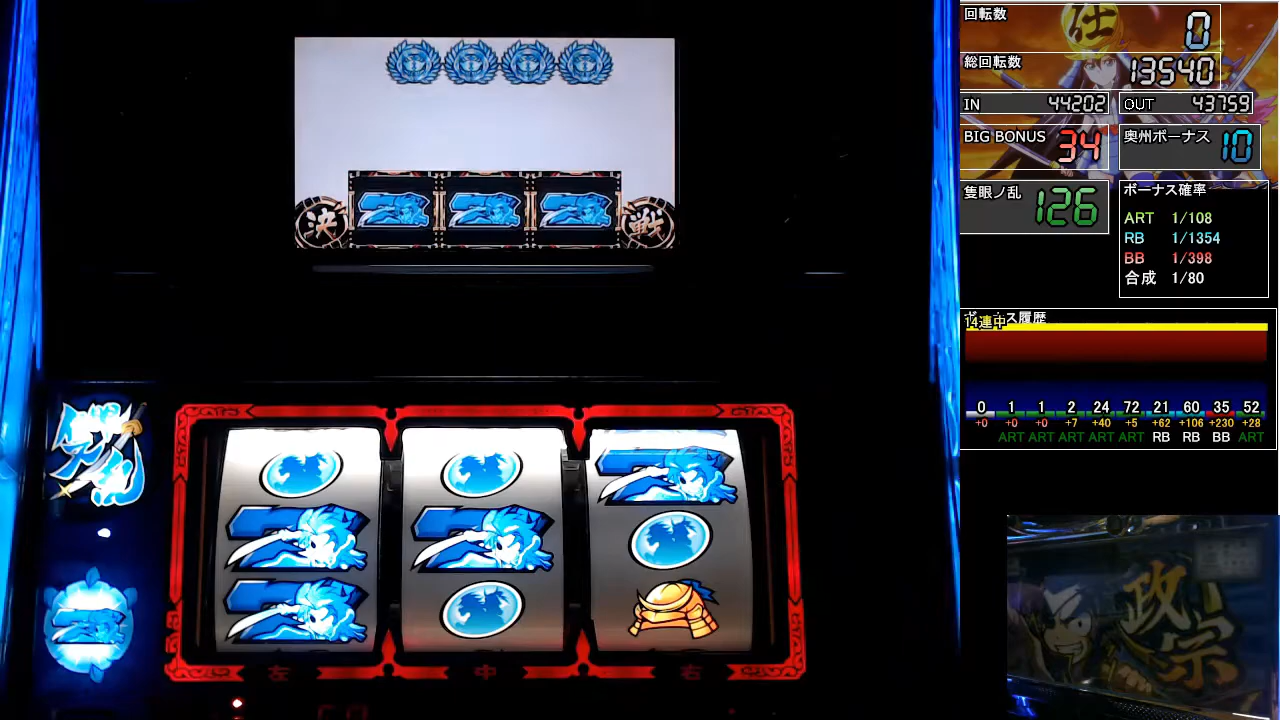 決
戦
左 中 右
回転数 0
総回転数 13540
IN 44202 OUT 43759
BIG BONUS 34
奥州ボーナス 10
隻眼ノ乱 126
ボーナス確率
ART 1/108
RB 1/1354
BB 1/398
合成 1/80
14連中
0 1 1 2 24 72 21 60 35 52
+0 +0 +0 +7 +40 +5 +62 +106 +230 +28
ART ART ART ART ART RB RB BB ART
政宗